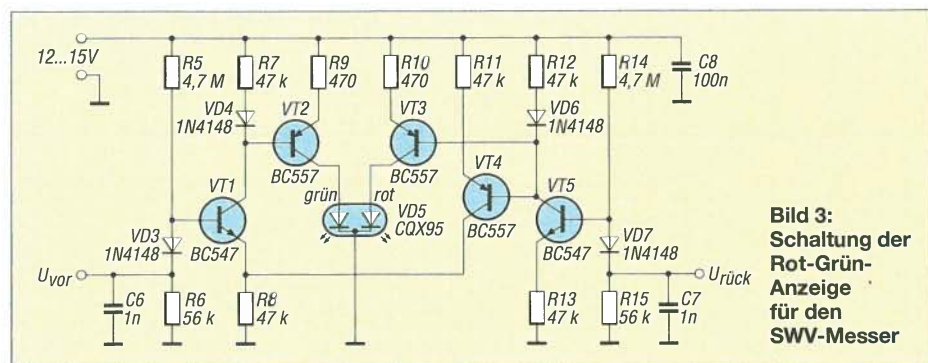 12...15V
R5
4,7 M
R7
47 k
R9
470
R10
470
R11
47 k
R12
47 k
R14
4,7 M
C8
100n
VD4
1N4148
VT2
BC557
VT3
BC557
VD6
1N4148
VT4
BC557
grün
rot
VT1
BC547
VD5
CQX95
VT5
BC547
VD3
1N4148
VD7
1N4148
Uvor
Urück
C6
1n
R6
56 k
R8
47 k
R13
47 k
R15
56 k
C7
1n
Bild 3:
Schaltung der
Rot-Grün-
Anzeige
für den
SWV-Messer